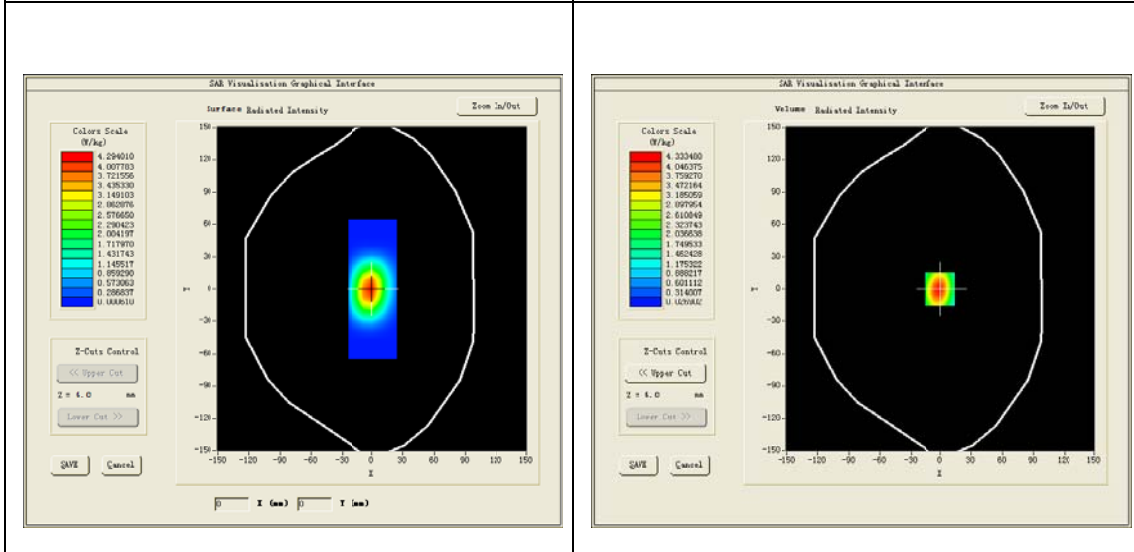 SAR Visualisation Graphical Interface
Surface Radiated Intensity
Zoom In/Out
Colors Scale
(W/kg)
4.294010
4.007783
3.721556
3.435330
3.149103
2.862876
2.576650
2.290423
2.004197
1.717970
1.431743
1.145517
0.859290
0.573063
0.286837
0.000610
150
120
90
60
30
0
-30
-60
-90
-120
-150
Y
-150 -120 -90 -60 -30 0 30 60 90 120 150
X
Z-Cuts Control
<< Upper Cut
Z = 4.0 mm
Lower Cut >>
SAVE Cancel
0 X (mm) 0 Y (mm)
SAR Visualisation Graphical Interface
Volume Radiated Intensity
Zoom In/Out
Colors Scale
(W/kg)
4.333480
4.046375
3.759270
3.472164
3.185059
2.897954
2.610849
2.323743
2.036638
1.749533
1.462428
1.175322
0.888217
0.601112
0.314007
0.026902
150
120
90
60
30
0
-30
-60
-90
-120
-150
Y
-150 -120 -90 -60 -30 0 30 60 90 120 150
X
Z-Cuts Control
<< Upper Cut
Z = 4.0 mm
Lower Cut >>
SAVE Cancel